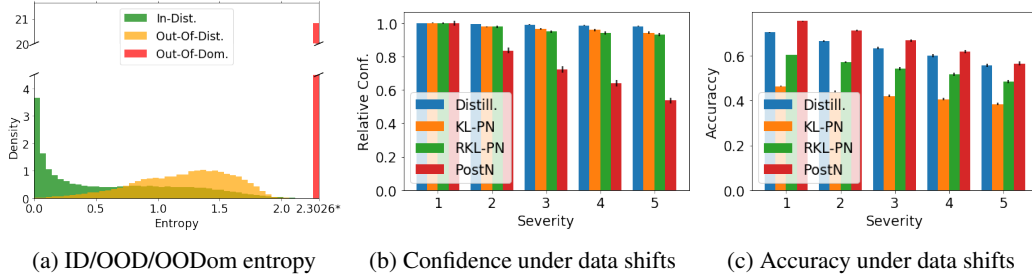 21
20
4
3
2
1
0
Density
In-Dist.
Out-Of-Dist.
Out-Of-Dom.
0.0 0.5 1.0 1.5 2.0 2.3026*
Entropy
(a) ID/OOD/OODom entropy
1.0
0.8
0.6
0.4
0.2
0.0
Relative Conf.
Distill.
KL-PN
RKL-PN
PostN
1 2 3 4 5
Severity
(b) Confidence under data shifts
0.6
0.4
0.2
0.0
Accuraccy
Distill.
KL-PN
RKL-PN
PostN
1 2 3 4 5
Severity
(c) Accuracy under data shifts